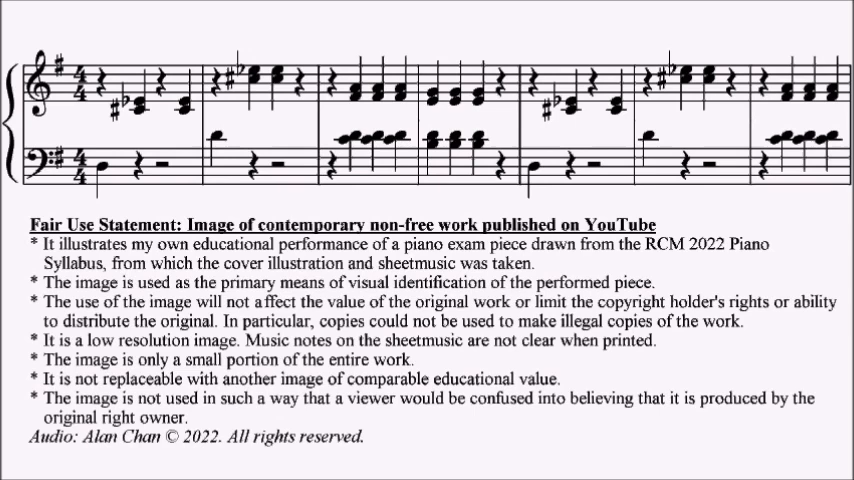 Fair Use Statement: Image of contemporary non-free work published on YouTube
* It illustrates my own educational performance of a piano exam piece drawn from the RCM 2022 Piano
Syllabus, from which the cover illustration and sheetmusic was taken.
* The image is used as the primary means of visual identification of the performed piece.
* The use of the image will not affect the value of the original work or limit the copyright holder's rights or ability
to distribute the original. In particular, copies could not be used to make illegal copies of the work.
* It is a low resolution image. Music notes on the sheetmusic are not clear when printed.
* The image is only a small portion of the entire work.
* It is not replaceable with another image of comparable educational value.
* The image is not used in such a way that a viewer would be confused into believing that it is produced by the
original right owner.
Audio: Alan Chan © 2022. All rights reserved.